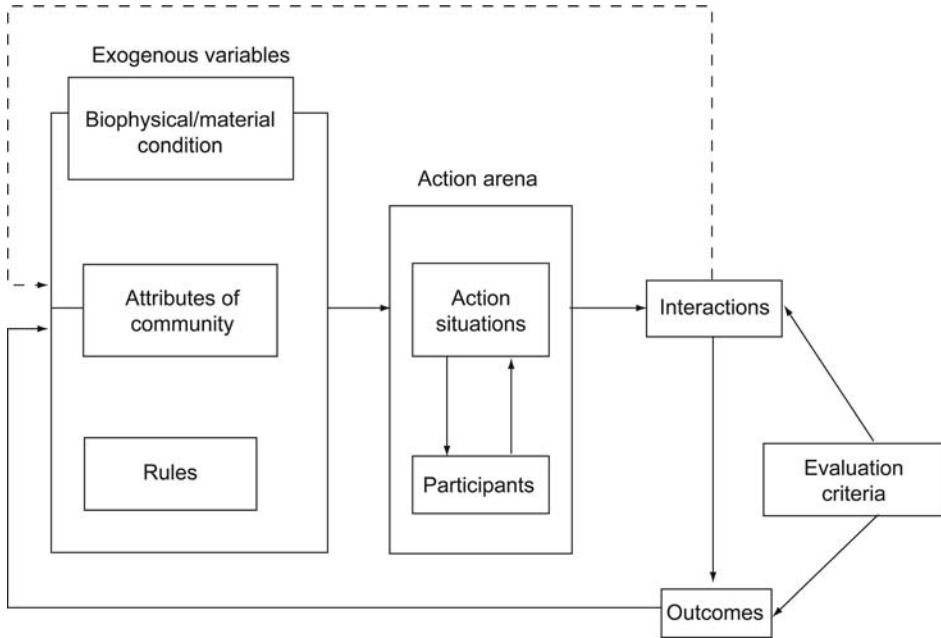 Exogenous variables
Biophysical/material
condition
Attributes of
community
Rules
Action arena
Action
situations
Participants
Interactions
Evaluation
criteria
Outcomes